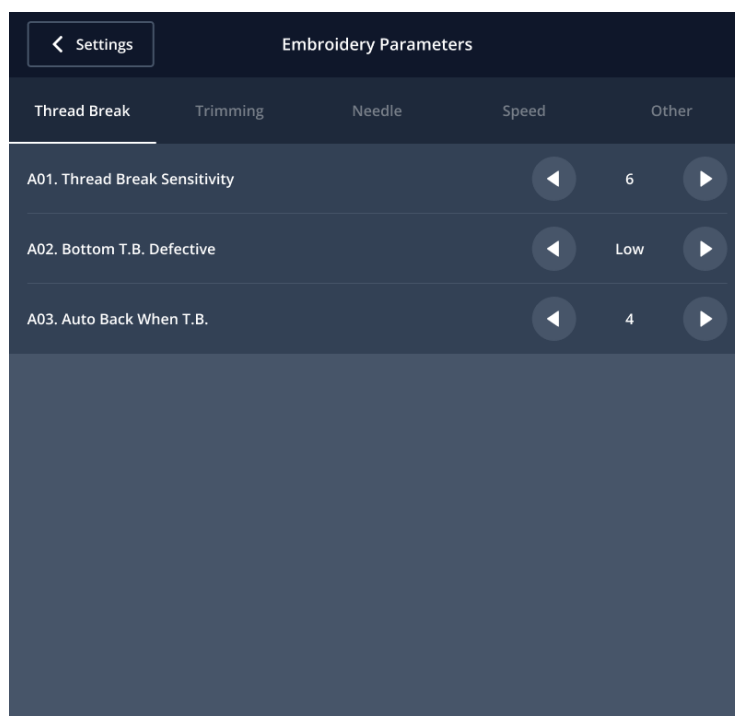 Settings
Embroidery Parameters
Thread Break Trimming Needle Speed Other
A01. Thread Break Sensitivity 6
A02. Bottom T.B. Defective Low
A03. Auto Back When T.B. 4